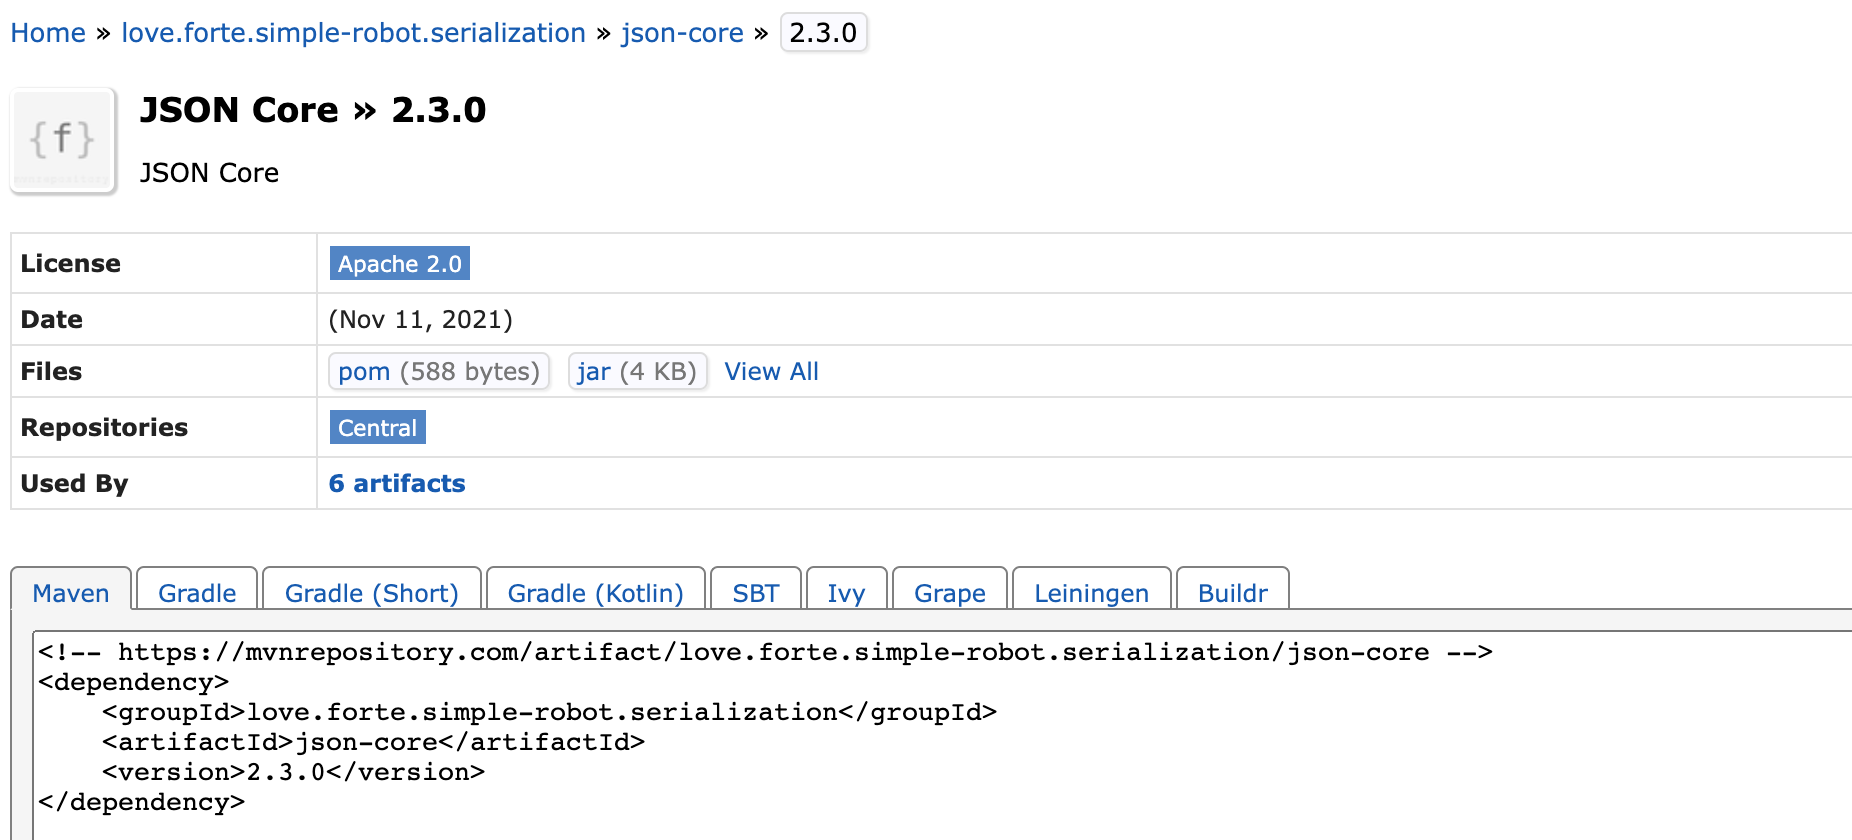 Home » love.forte.simple-robot.serialization » json-core » 2.3.0
{f}
JSON Core » 2.3.0
JSON Core
License Apache 2.0
Date (Nov 11, 2021)
Files pom (588 bytes) jar (4 KB) View All
Repositories Central
Used By 6 artifacts
Maven Gradle Gradle (Short) Gradle (Kotlin) SBT Ivy Grape Leiningen Buildr
<!-- https://mvnrepository.com/artifact/love.forte.simple-robot.serialization/json-core -->
<dependency>
    <groupId>love.forte.simple-robot.serialization</groupId>
    <artifactId>json-core</artifactId>
    <version>2.3.0</version>
</dependency>